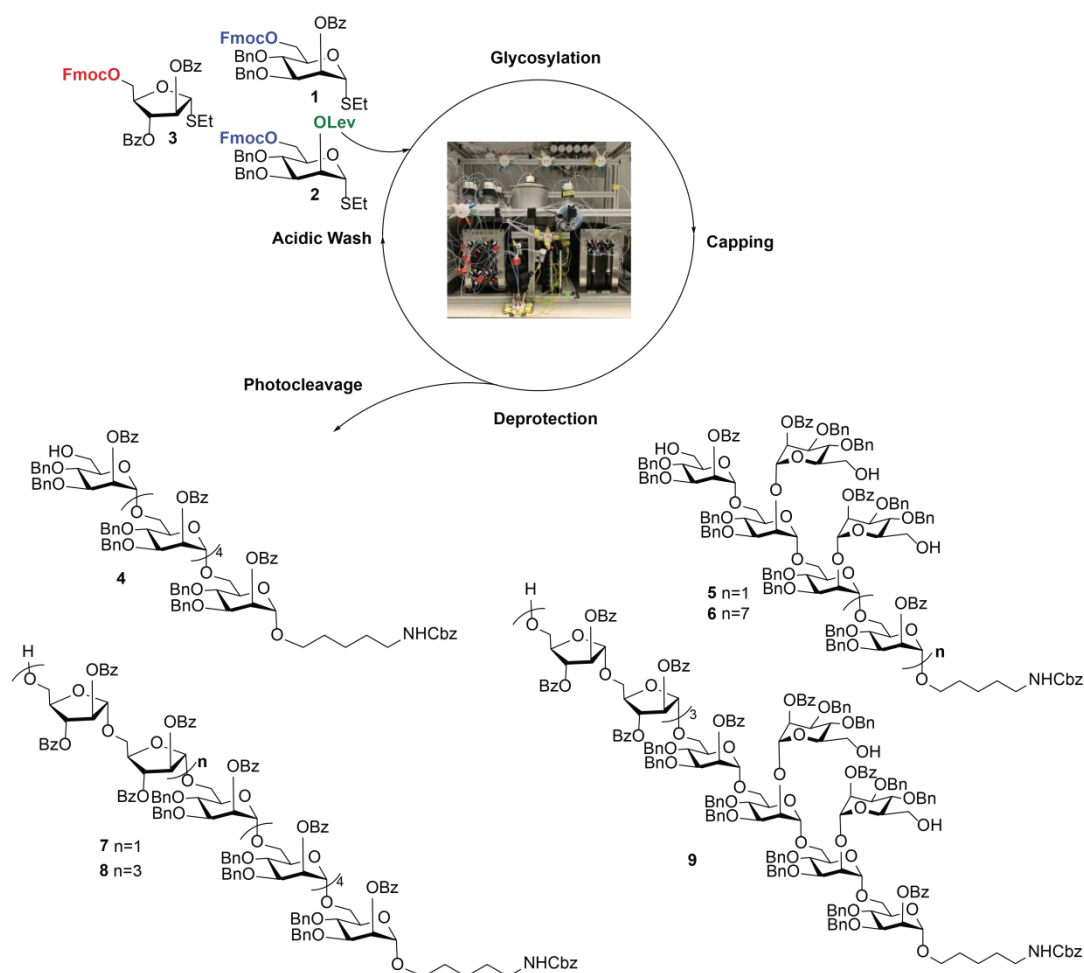 FmocO
OBz
BnO
BnO
SEt
1
FmocO
OBz
BzO
SEt
3
OLev
FmocO
BnO
BnO
SEt
2
Glycosylation
Capping
Deprotection
Acidic Wash
Photocleavage
HO
OBz
BnO
BnO
O
O
OBz
BnO
BnO
O
4
O
OBz
BnO
BnO
O
O
NHCbz
4
HO
OBz
BnO
BnO
O
O
OBz
OBn
OBn
O
OH
O
BnO
BnO
O
O
OBz
OBn
OBn
O
OH
O
BnO
BnO
O
O
OBz
BnO
BnO
O
n
O
NHCbz
5 n=1
6 n=7
H
O
OBz
O
BzO
O
OBz
O
BzO
n
O
OBz
BnO
BnO
O
O
OBz
BnO
BnO
O
4
O
OBz
BnO
BnO
O
O
NHCbz
7 n=1
8 n=3
H
O
OBz
O
BzO
O
OBz
O
BzO
3
O
OBz
BnO
BnO
O
O
OBz
OBn
OBn
O
OH
O
BnO
BnO
O
O
OBz
OBn
OBn
O
OH
O
BnO
BnO
O
O
OBz
BnO
BnO
O
O
NHCbz
9